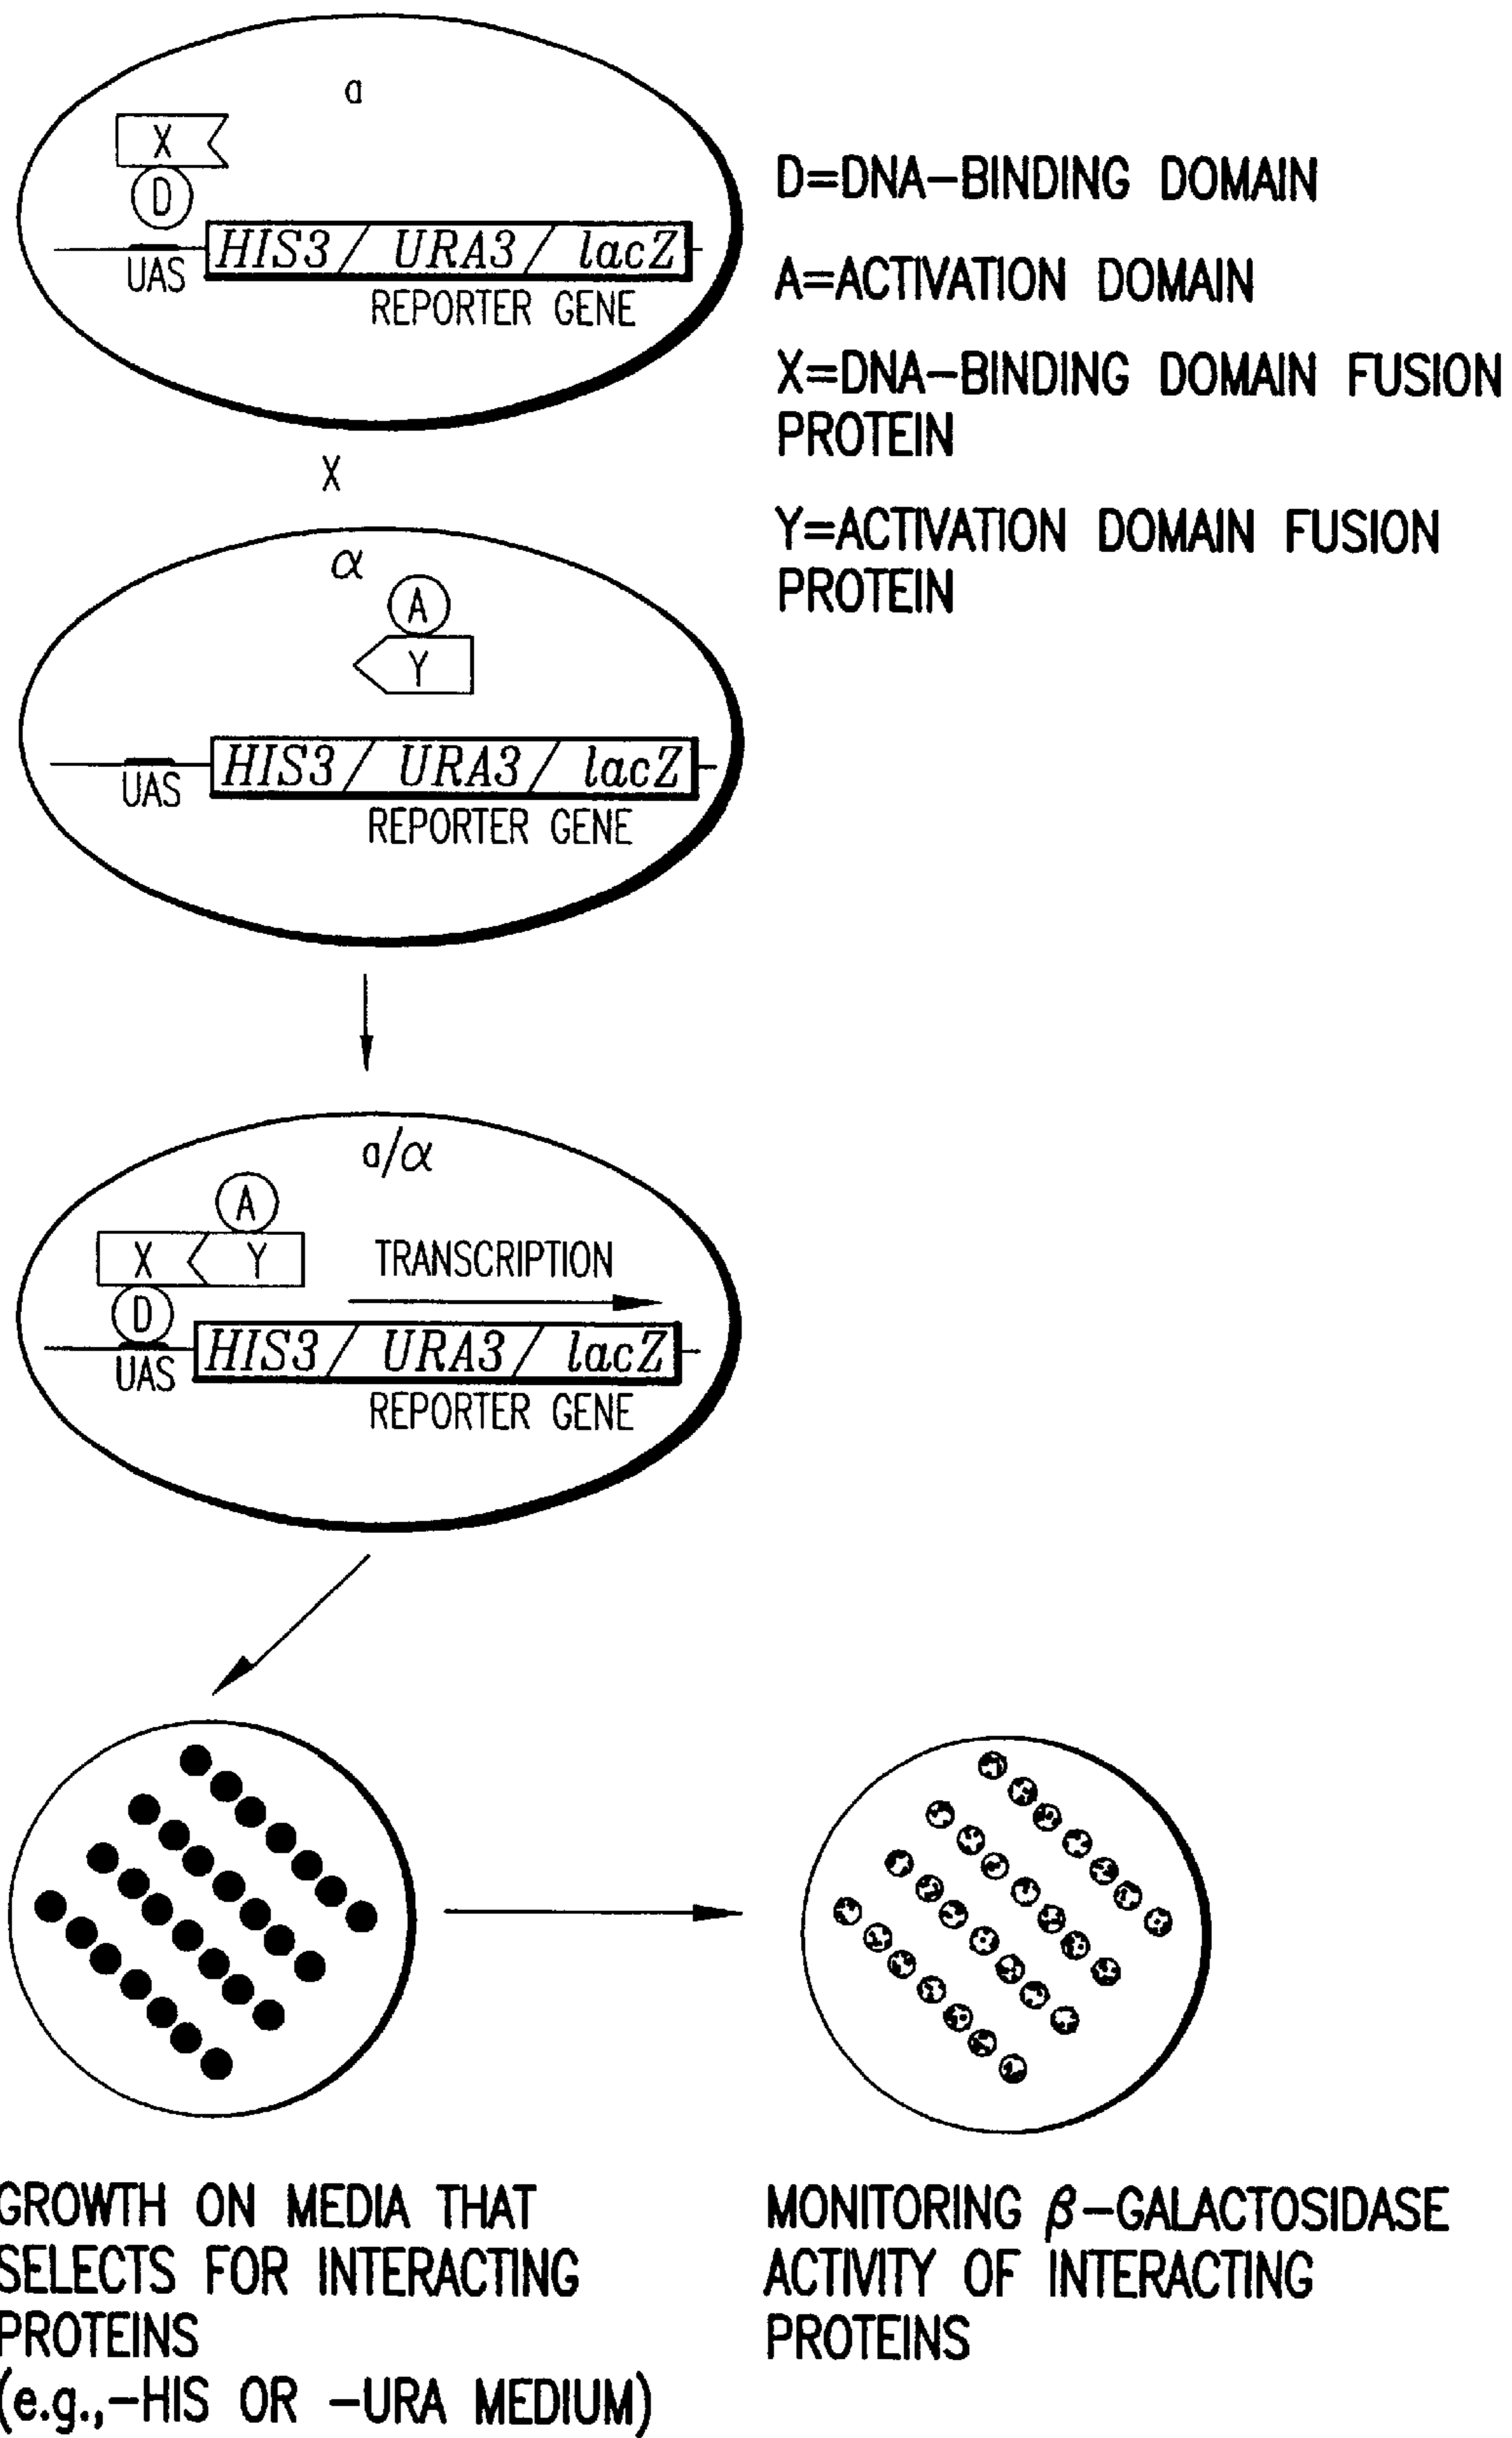 a
X
D
HIS3/ URA3/ lacZ
UAS
REPORTER GENE
D=DNA-BINDING DOMAIN
A=ACTIVATION DOMAIN
X=DNA-BINDING DOMAIN FUSION
PROTEIN
Y=ACTIVATION DOMAIN FUSION
PROTEIN
X
α
A
Y
HIS3/ URA3/ lacZ
UAS
REPORTER GENE
a/α
A
X Y
TRANSCRIPTION
D
HIS3/ URA3/ lacZ
UAS
REPORTER GENE
GROWTH ON MEDIA THAT
SELECTS FOR INTERACTING
PROTEINS
(e.g.,-HIS OR -URA MEDIUM)
MONITORING β-GALACTOSIDASE
ACTIVITY OF INTERACTING
PROTEINS